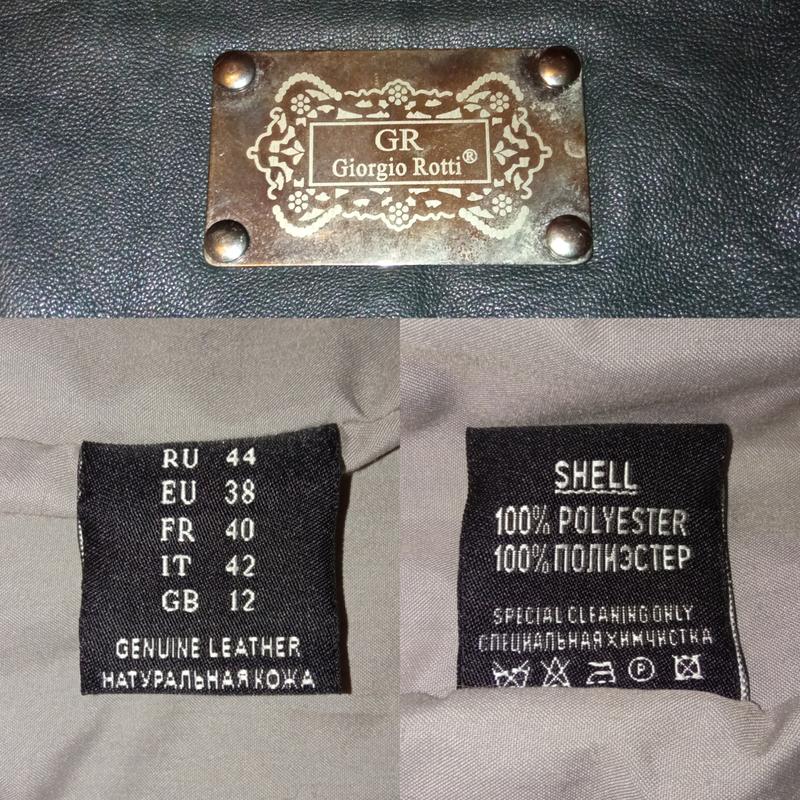 GR
Giorgio Rotti®
RU 44
EU 38
FR 40
IT 42
GB 12
GENUINE LEATHER
НАТУРАЛЬНАЯ КОЖА
SHELL
100% POLYESTER
100% ПОЛИЭСТЕР
SPECIAL CLEANING ONLY
СПЕЦИАЛЬНАЯ ХИМЧИСТКА
P